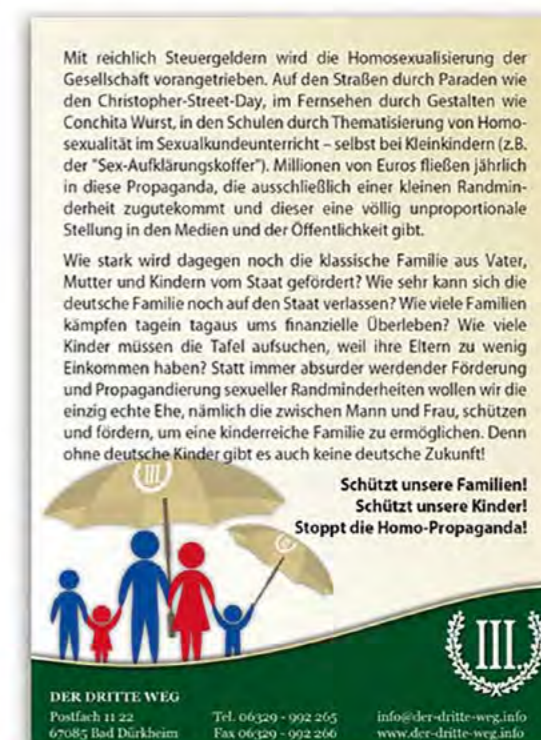 Mit reichlich Steuergeldern wird die Homosexualisierung der
Gesellschaft vorangetrieben. Auf den Straßen durch Paraden wie
den Christopher-Street-Day, im Fernsehen durch Gestalten wie
Conchita Wurst, in den Schulen durch Thematisierung von Homo-
sexualität im Sexualkundeunterricht – selbst bei Kleinkindern (z.B.
der "Sex-Aufklärungskoffer"). Millionen von Euros fließen jährlich
in diese Propaganda, die ausschließlich einer kleinen Randmin-
derheit zugutekommt und dieser eine völlig unproportionale
Stellung in den Medien und der Öffentlichkeit gibt.
Wie stark wird dagegen noch die klassische Familie aus Vater,
Mutter und Kindern vom Staat gefördert? Wie sehr kann sich die
deutsche Familie noch auf den Staat verlassen? Wie viele Familien
kämpfen tagein tagaus ums finanzielle Überleben? Wie viele
Kinder müssen die Tafel aufsuchen, weil ihre Eltern zu wenig
Einkommen haben? Statt immer absurder werdender Förderung
und Propagandierung sexueller Randminderheiten wollen wir die
einzig echte Ehe, nämlich die zwischen Mann und Frau, schützen
und fördern, um eine kinderreiche Familie zu ermöglichen. Denn
ohne deutsche Kinder gibt es auch keine deutsche Zukunft!
Schützt unsere Familien!
Schützt unsere Kinder!
Stoppt die Homo-Propaganda!
III
III.
DER DRITTE WEG
Postfach 11 22
67085 Bad Dürkheim
Tel. 06329 - 992 265
Fax 06329 - 992 266
info@der-dritte-weg.info
www.der-dritte-weg.info